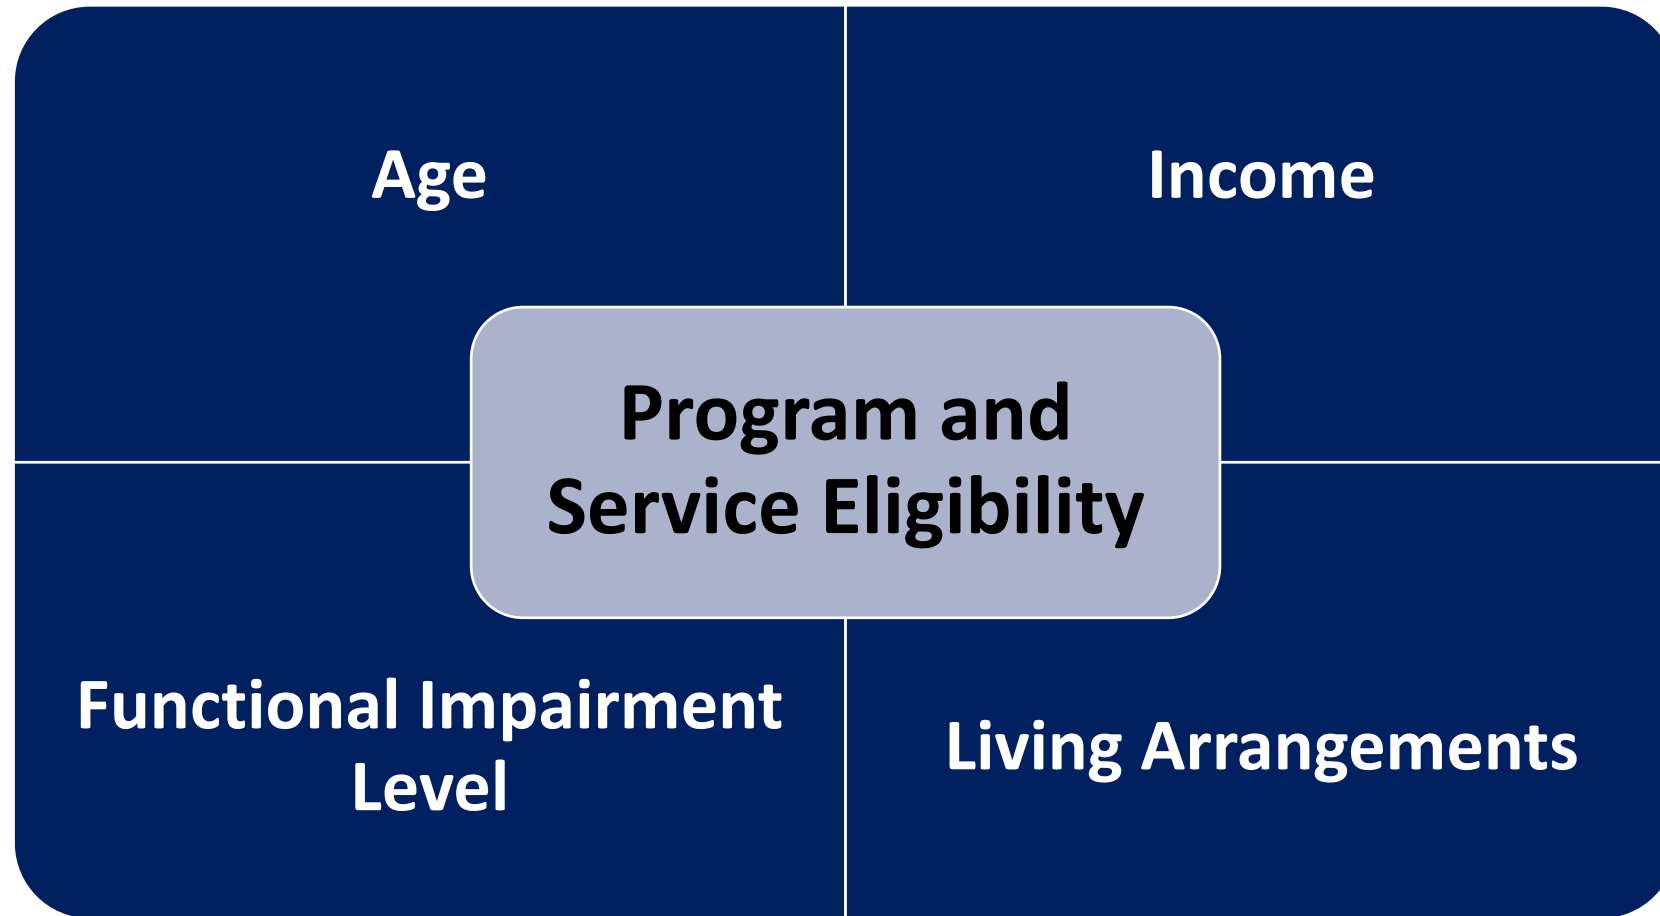 Age
Income
Program and
Service Eligibility
Functional Impairment
Level
Living Arrangements